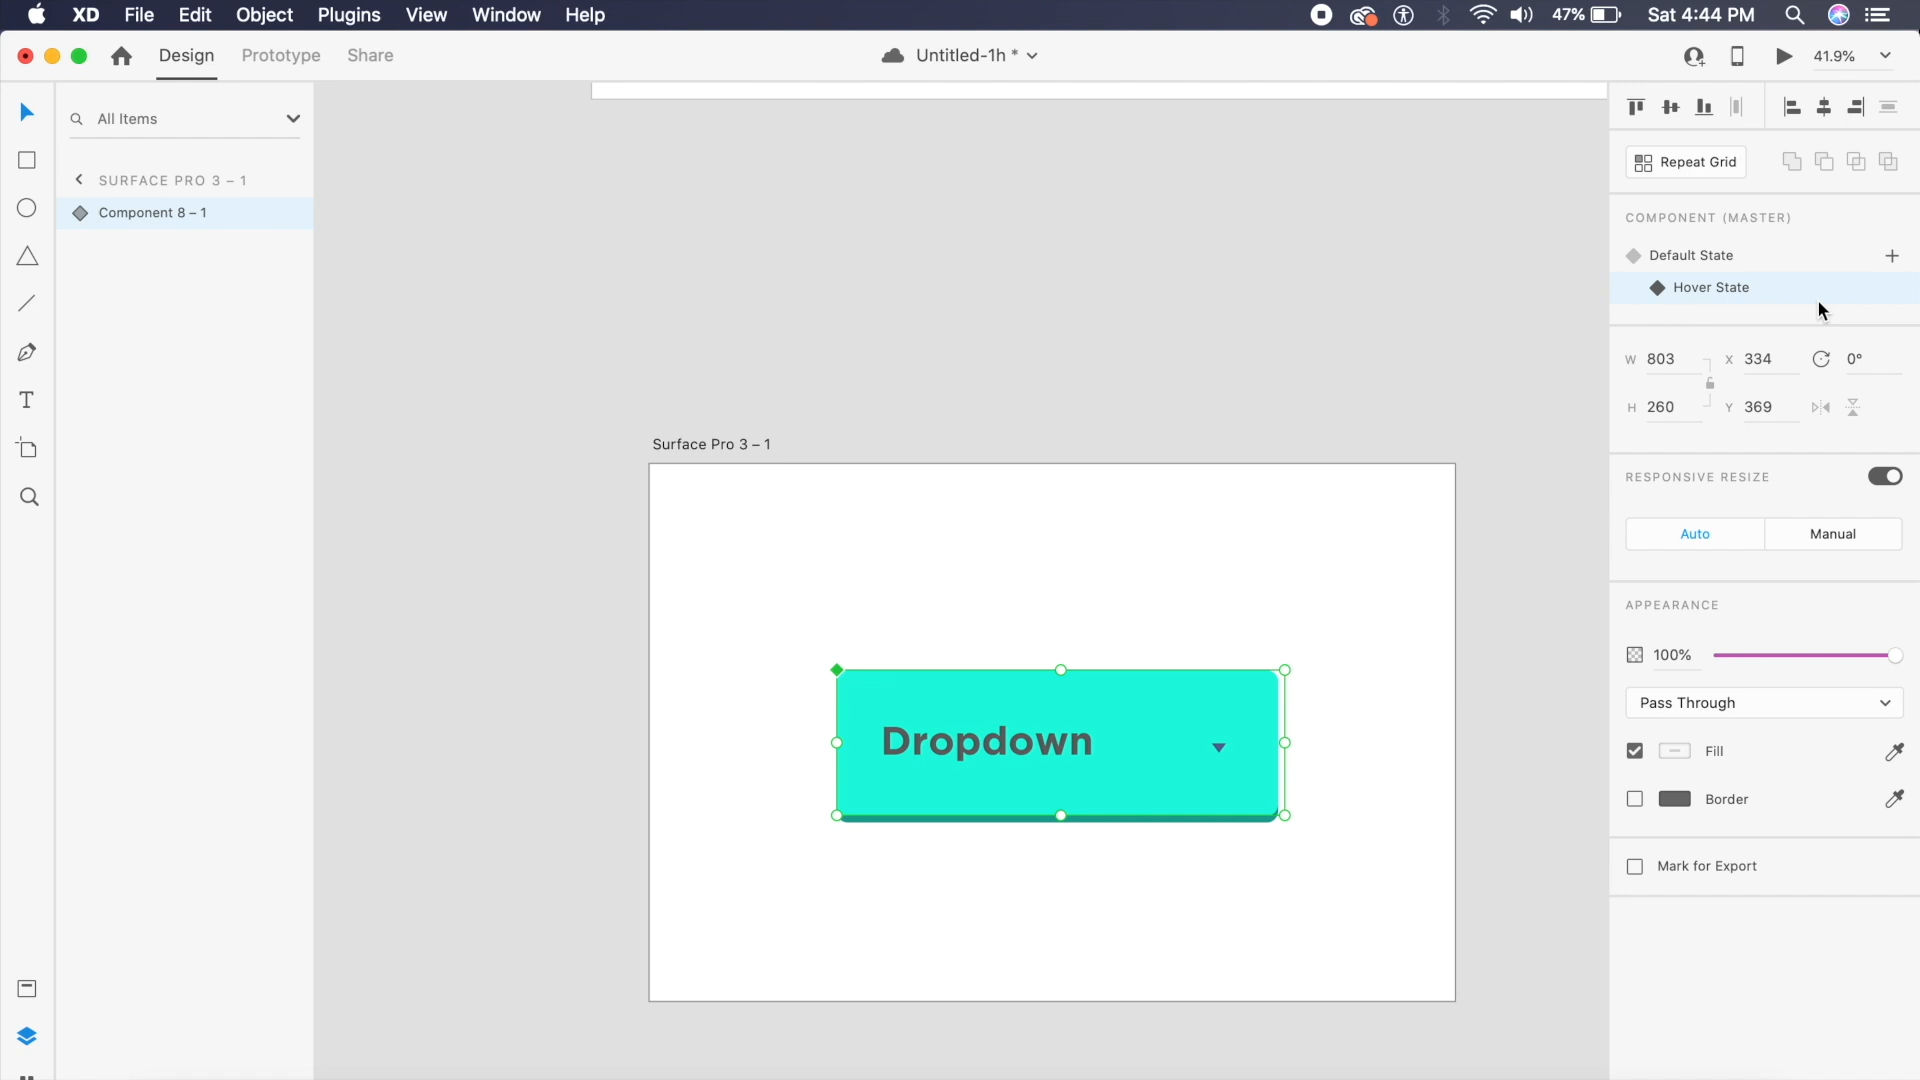 XD File Edit Object Plugins View Window Help 47% Sat 4:44 PM
Design Prototype Share Untitled-1h * 41.9%
All Items
SURFACE PRO 3 – 1
Component 8 – 1
Surface Pro 3 – 1
Dropdown
Repeat Grid
COMPONENT (MASTER)
Default State +
Hover State
W 803 X 334 0°
H 260 Y 369
RESPONSIVE RESIZE
Auto Manual
APPEARANCE
100%
Pass Through
Fill
Border
Mark for Export